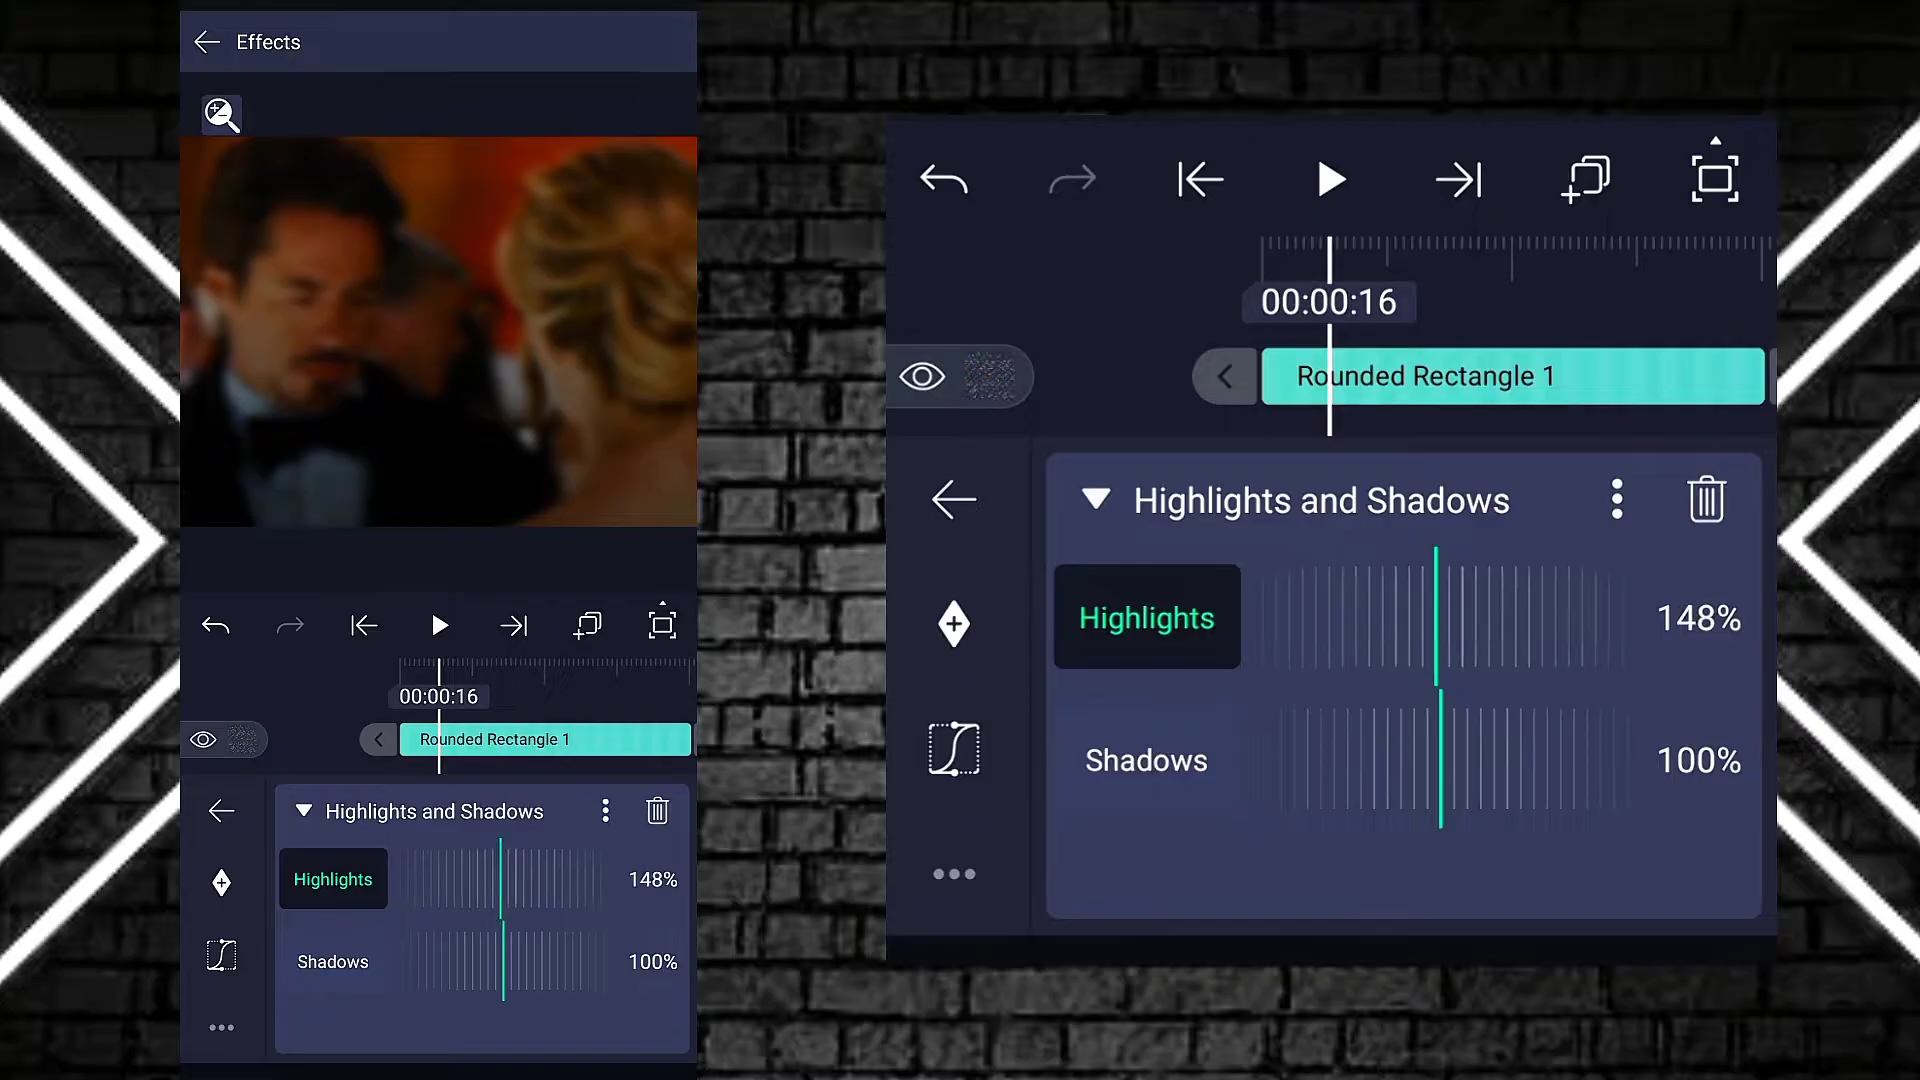 Effects
00:00:16
Rounded Rectangle 1
Highlights and Shadows
Highlights 148%
Shadows 100%
00:00:16
Rounded Rectangle 1
Highlights and Shadows
Highlights 148%
Shadows 100%